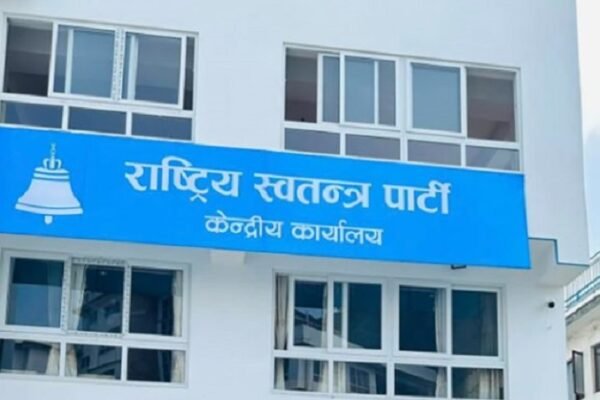 राष्ट्रिय स्वतन्त्र पार्टी
केन्द्रीय कार्यालय